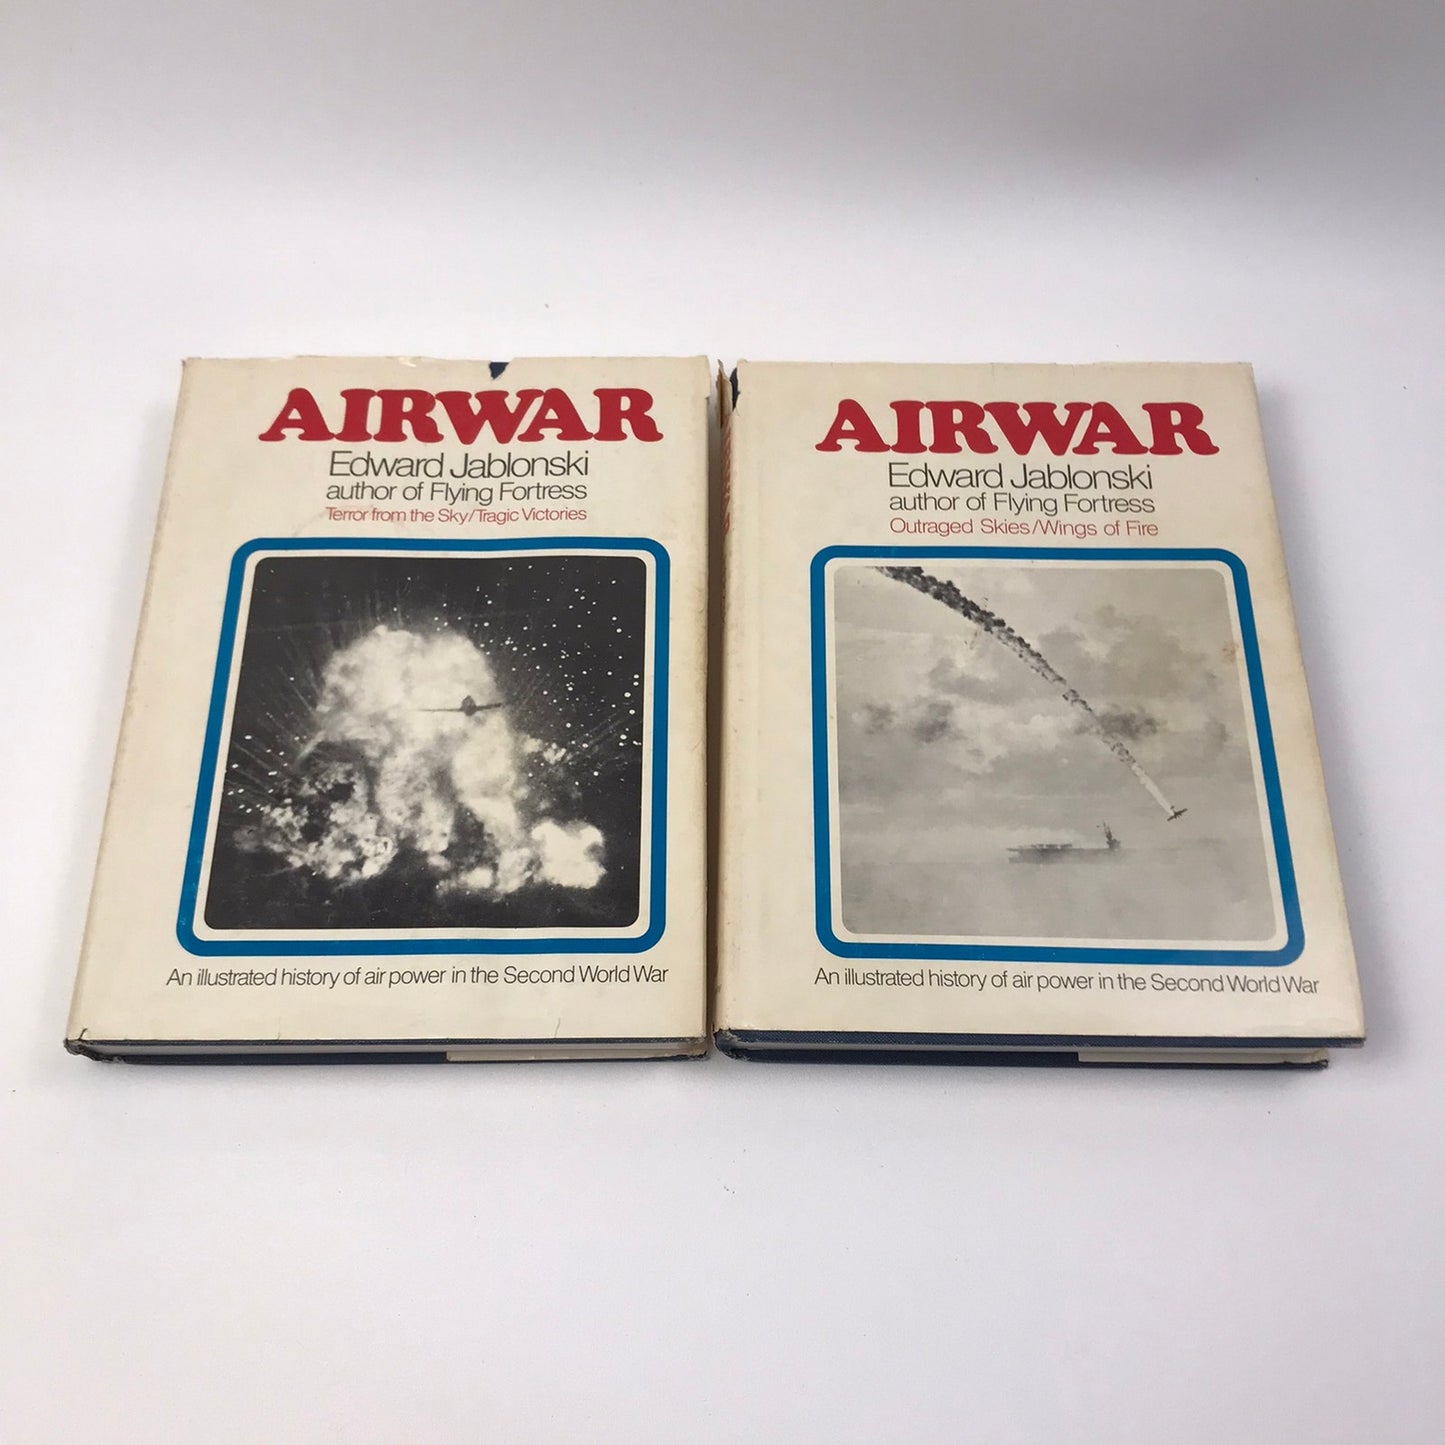 AIRWAR
Edward Jablonski
author of Flying Fortress
Terror from the Sky/Tragic Victories
An illustrated history of air power in the Second World War
AIRWAR
Edward Jablonski
author of Flying Fortress
Outraged Skies/Wings of Fire
An illustrated history of air power in the Second World War